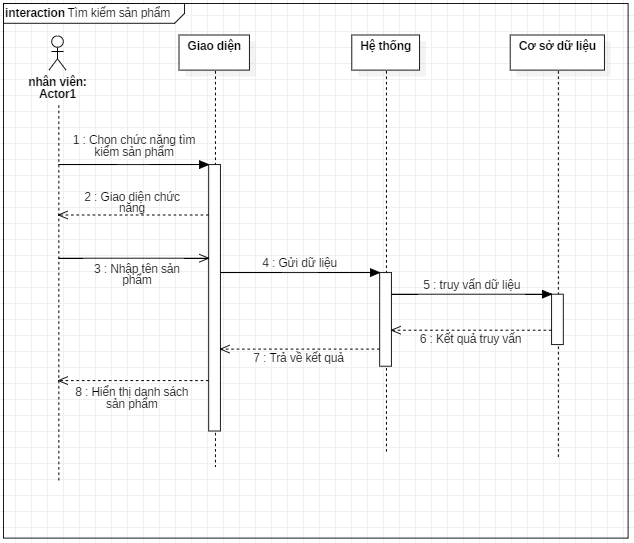 interaction Tìm kiếm sản phẩm
Giao diện
Hệ thống
Cơ sở dữ liệu
nhân viên:
Actor1
1 : Chọn chức năng tìm
kiếm sản phẩm
2 : Giao diện chức
năng
3 : Nhập tên sản
phẩm
4 : Gửi dữ liệu
5 : truy vấn dữ liệu
6 : Kết quả truy vấn
7 : Trả về kết quả
8 : Hiển thị danh sách
sản phẩm